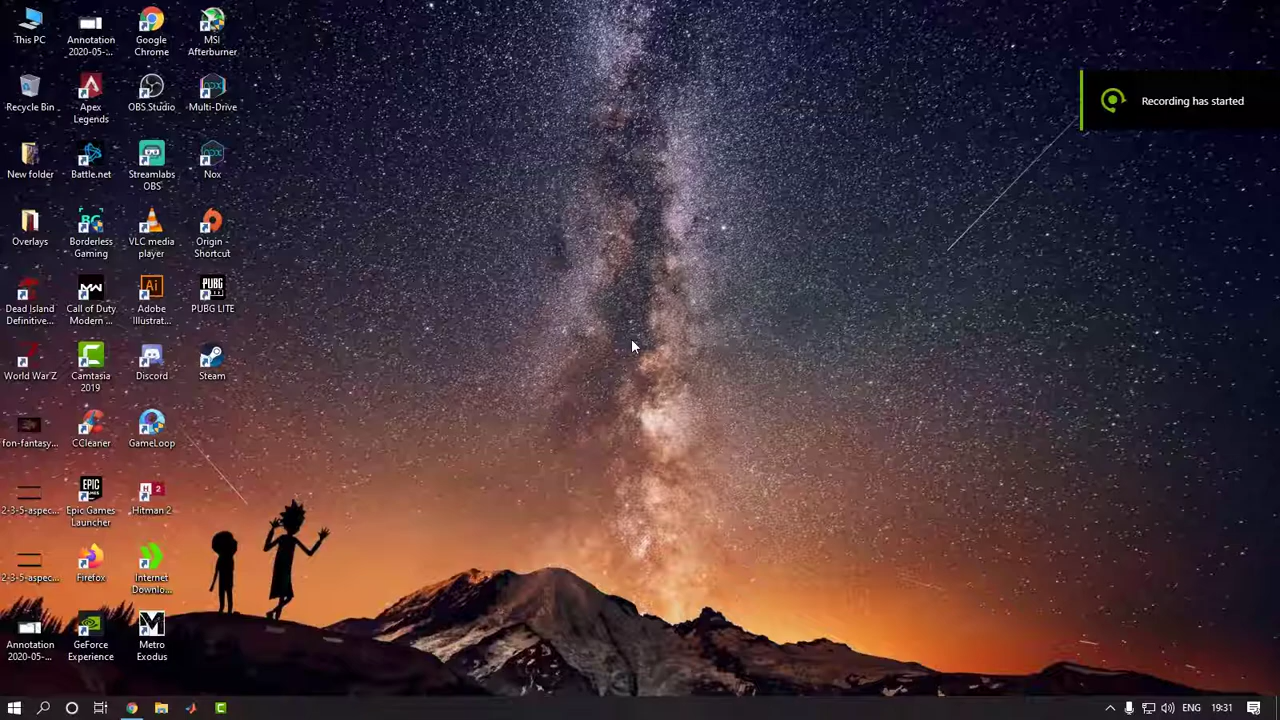 This PC
Annotation
2020-05-...
Google
Chrome
MSI
Afterburner
Recycle Bin
Apex
Legends
OBS Studio
Multi-Drive
New folder
Battle.net
Streamlabs
OBS
Nox
Overlays
Borderless
Gaming
VLC media
player
Origin -
Shortcut
Dead Island
Definitive...
Call of Duty
Modern ...
Adobe
Illustrat...
PUBG LITE
World War Z
Camtasia
2019
Discord
Steam
fon-fantasy...
CCleaner
GameLoop
2-3-5-aspec...
Epic Games
Launcher
Hitman 2
2-3-5-aspec...
Firefox
Internet
Downlo...
Annotation
2020-05-...
GeForce
Experience
Metro
Exodus
Recording has started
ENG
19:31